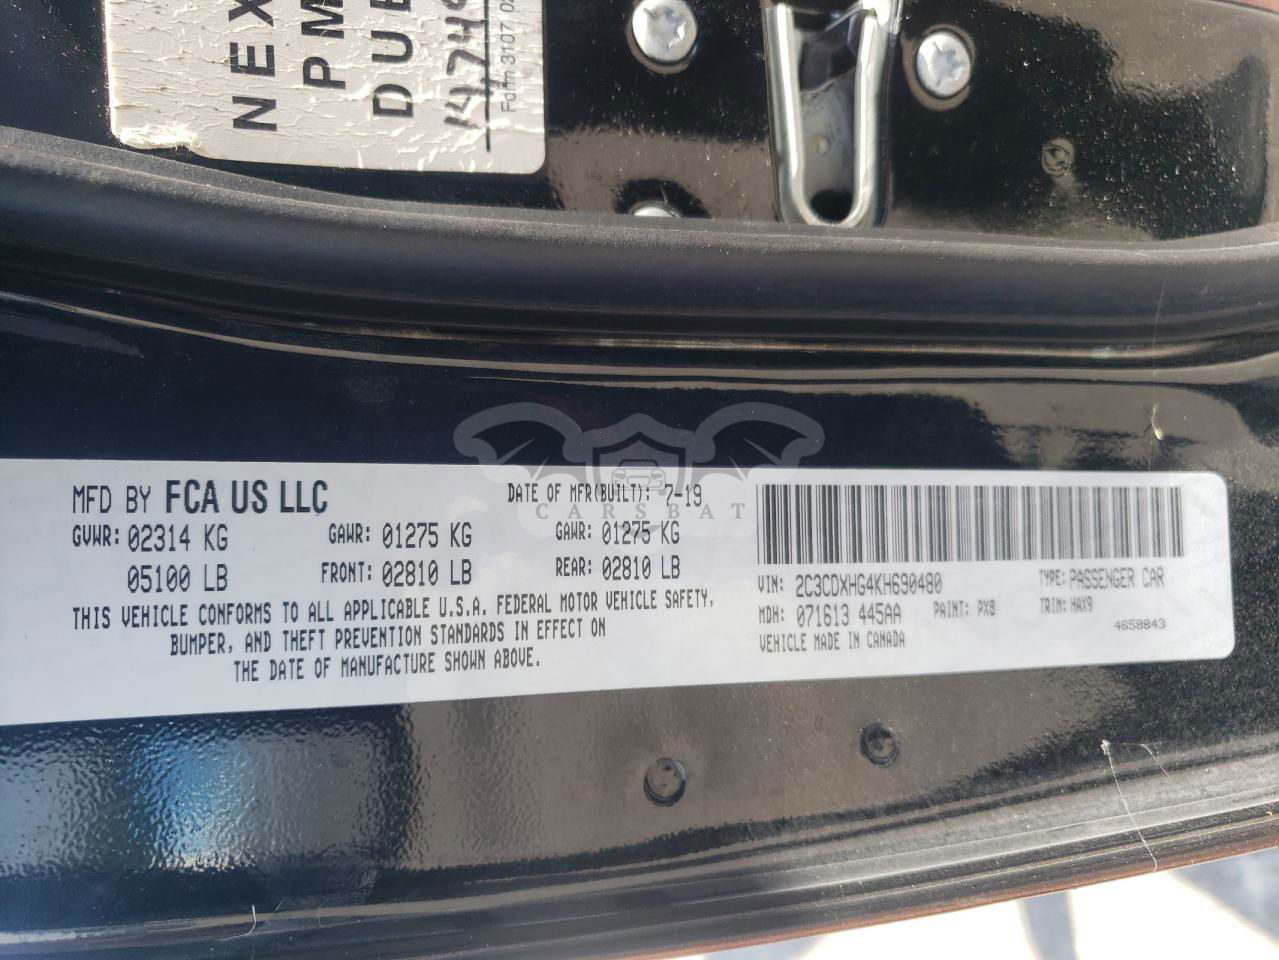 NEX
PM
DUE
Form 3107 02
CARSBAT
MFD BY FCA US LLC
DATE OF MFR(BUILT): 7-19
GVWR: 02314 KG GAWR: 01275 KG GAWR: 01275 KG
05100 LB FRONT: 02810 LB REAR: 02810 LB
THIS VEHICLE CONFORMS TO ALL APPLICABLE U.S.A. FEDERAL MOTOR VEHICLE SAFETY,
BUMPER, AND THEFT PREVENTION STANDARDS IN EFFECT ON
THE DATE OF MANUFACTURE SHOWN ABOVE.
VIN: 2C3CDXHG4KH690480 TYPE: PASSENGER CAR
MDH: 071613 445AA PAINT: PX8 TRIM: HAX9
VEHICLE MADE IN CANADA 4658843